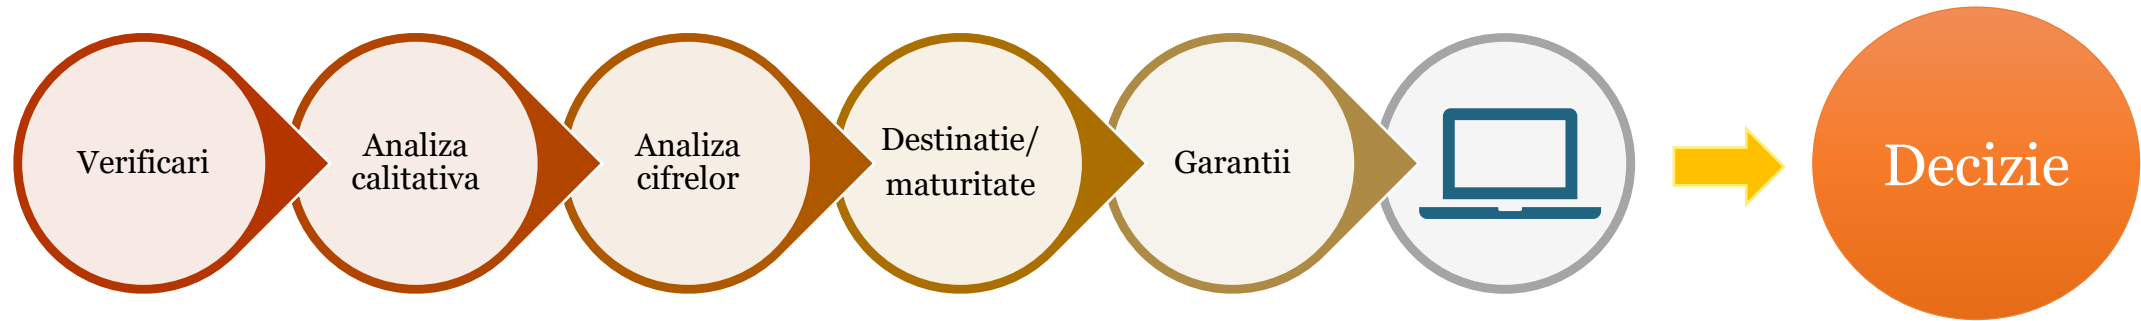 Verificari
Analiza
calitativa
Analiza
cifrelor
Destinatie/
maturitate
Garantii
Decizie